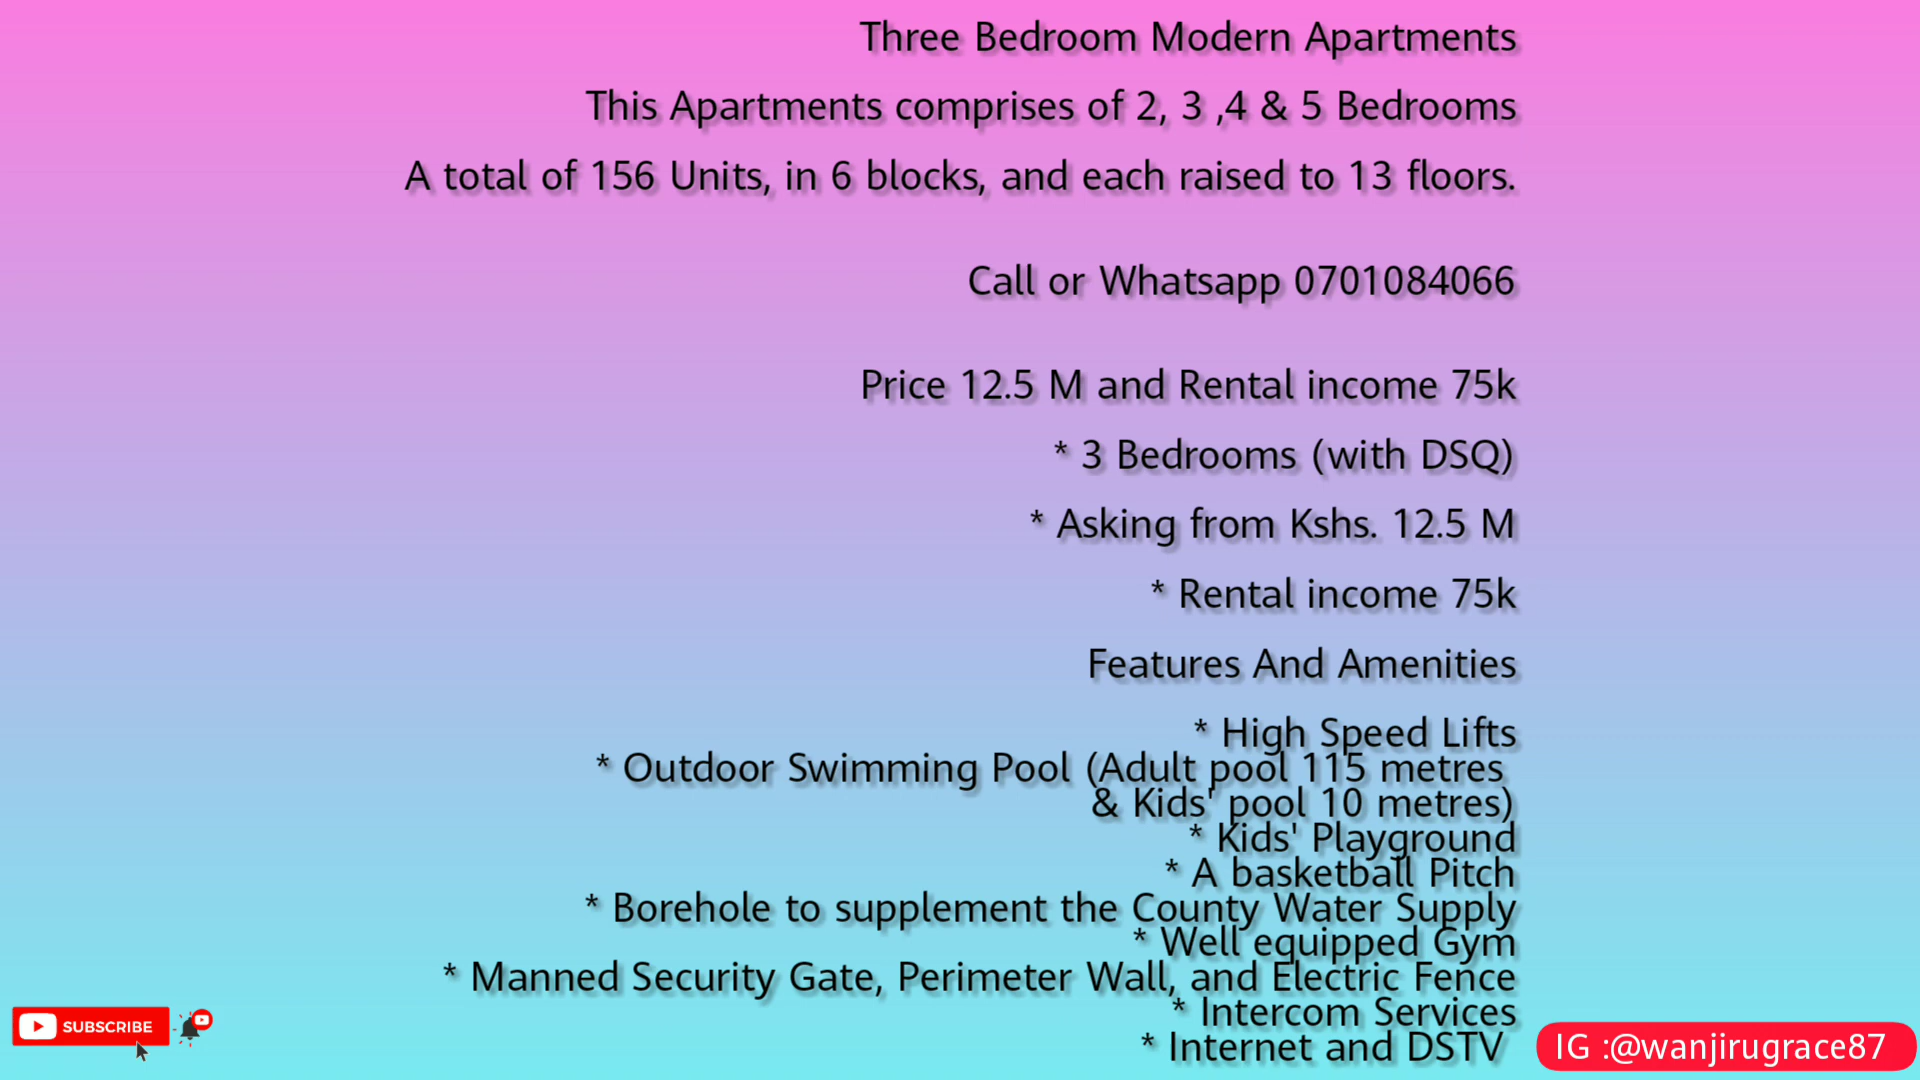 Three Bedroom Modern Apartments
This Apartments comprises of 2, 3 ,4 & 5 Bedrooms
A total of 156 Units, in 6 blocks, and each raised to 13 floors.
Call or Whatsapp 0701084066
Price 12.5 M and Rental income 75k
* 3 Bedrooms (with DSQ)
* Asking from Kshs. 12.5 M
* Rental income 75k
Features And Amenities
* High Speed Lifts
* Outdoor Swimming Pool (Adult pool 115 metres
& Kids' pool 10 metres)
* Kids' Playground
* A basketball Pitch
* Borehole to supplement the County Water Supply
* Well equipped Gym
* Manned Security Gate, Perimeter Wall, and Electric Fence
* Intercom Services
* Internet and DSTV
SUBSCRIBE
IG :@wanjirugrace87